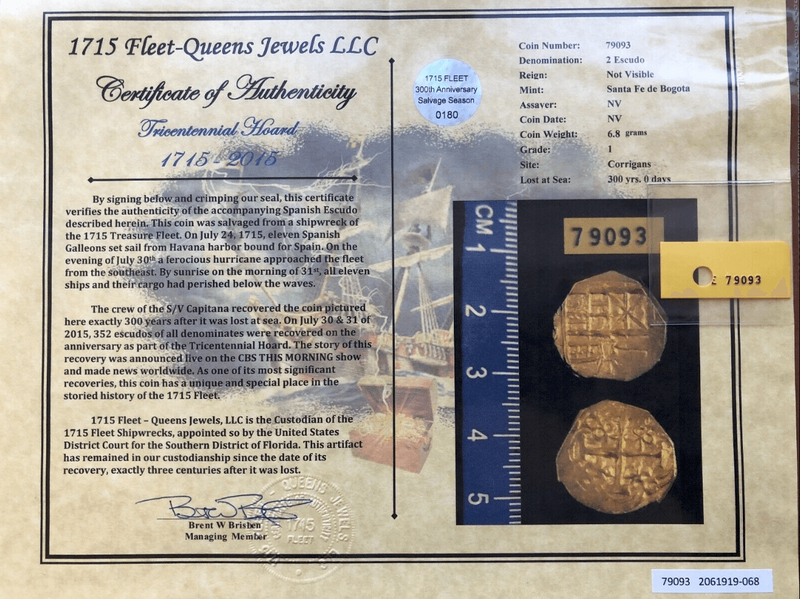 1715 Fleet-Queens Jewels LLC
Certificate of Authenticity
Tricentennial Hoard
1715 - 2015
By signing below and crimping our seal, this certificate
verifies the authenticity of the accompanying Spanish Escudo
described herein. This coin was salvaged from a shipwreck of
the 1715 Treasure Fleet. On July 24, 1715, eleven Spanish
Galleons set sail from Havana harbor bound for Spain. On the
evening of July 30th a ferocious hurricane approached the fleet
from the southeast. By sunrise on the morning of 31st, all eleven
ships and their cargo had perished below the waves.
The crew of the S/V Capitana recovered the coin pictured
here exactly 300 years after it was lost at sea. On July 30 & 31 of
2015, 352 escudos of all denominates were recovered on the
anniversary as part of the Tricentennial Hoard. The story of this
recovery was announced live on the CBS THIS MORNING show
and made news worldwide. As one of its most significant
recoveries, this coin has a unique and special place in the
storied history of the 1715 Fleet.
1715 Fleet – Queens Jewels, LLC is the Custodian of the
1715 Fleet Shipwrecks, appointed so by the United States
District Court for the Southern District of Florida. This artifact
has remained in our custodianship since the date of its
recovery, exactly three centuries after it was lost.
Brent W Brisben
Managing Member
QUEENS JEWELS
FLEET
1715 FLEET
300th Anniversary
Salvage Season
0180
Coin Number: 79093
Denomination: 2 Escudo
Reign: Not Visible
Mint: Santa Fe de Bogota
Assaver: NV
Coin Date: NV
Coin Weight: 6.8 grams
Grade: 1
Site: Corrigans
Lost at Sea: 300 yrs. 0 days
CM
1
2
3
4
5
79093
79093
79093 2061919-068